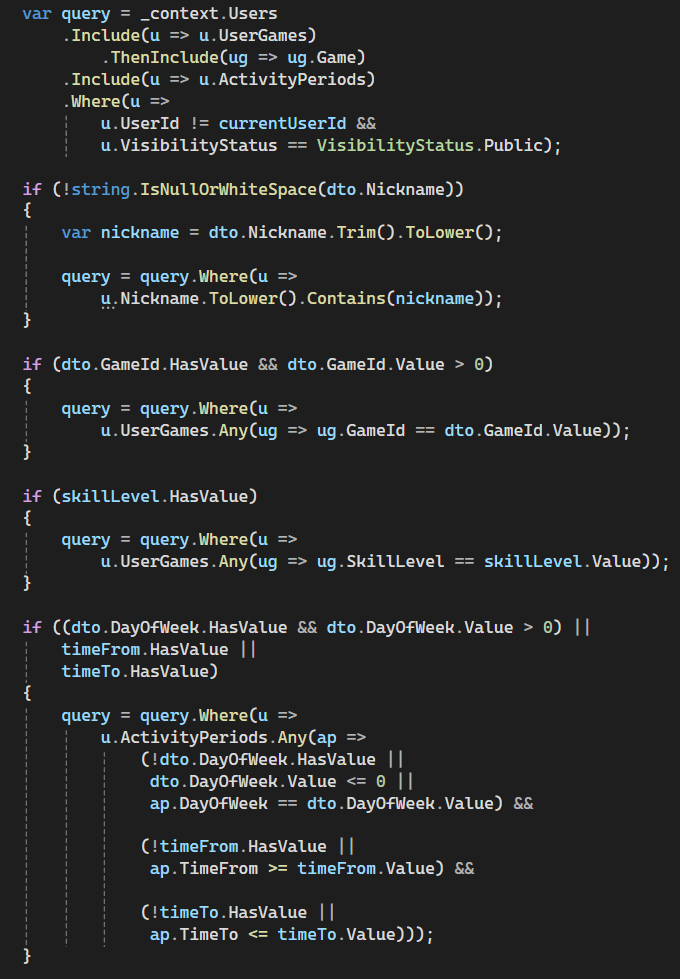 var query = _context.Users
    .Include(u => u.UserGames)
        .ThenInclude(ug => ug.Game)
    .Include(u => u.ActivityPeriods)
    .Where(u =>
        u.UserId != currentUserId &&
        u.VisibilityStatus == VisibilityStatus.Public);

if (!string.IsNullOrWhiteSpace(dto.Nickname))
{
    var nickname = dto.Nickname.Trim().ToLower();

    query = query.Where(u =>
        u.Nickname.ToLower().Contains(nickname));
}

if (dto.GameId.HasValue && dto.GameId.Value > 0)
{
    query = query.Where(u =>
        u.UserGames.Any(ug => ug.GameId == dto.GameId.Value));
}

if (skillLevel.HasValue)
{
    query = query.Where(u =>
        u.UserGames.Any(ug => ug.SkillLevel == skillLevel.Value));
}

if ((dto.DayOfWeek.HasValue && dto.DayOfWeek.Value > 0) ||
    timeFrom.HasValue ||
    timeTo.HasValue)
{
    query = query.Where(u =>
        u.ActivityPeriods.Any(ap =>
            (!dto.DayOfWeek.HasValue ||
             dto.DayOfWeek.Value <= 0 ||
             ap.DayOfWeek == dto.DayOfWeek.Value) &&

            (!timeFrom.HasValue ||
             ap.TimeFrom >= timeFrom.Value) &&

            (!timeTo.HasValue ||
             ap.TimeTo <= timeTo.Value)));
}